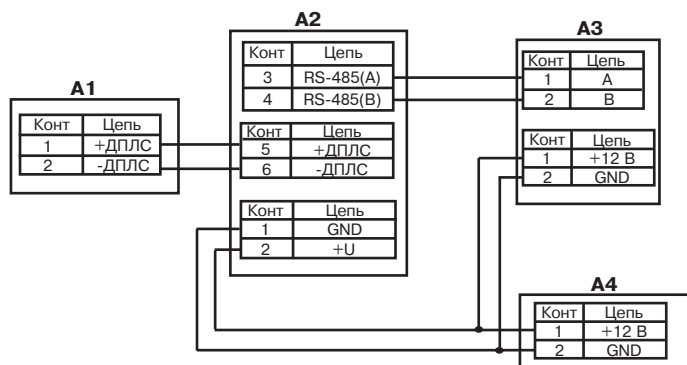 A1
Конт Цепь
1 +ДПЛС
2 -ДПЛС
A2
Конт Цепь
3 RS-485(A)
4 RS-485(B)
Конт Цепь
5 +ДПЛС
6 -ДПЛС
Конт Цепь
1 GND
2 +U
A3
Конт Цепь
1 A
2 B
Конт Цепь
1 +12 В
2 GND
A4
Конт Цепь
1 +12 В
2 GND